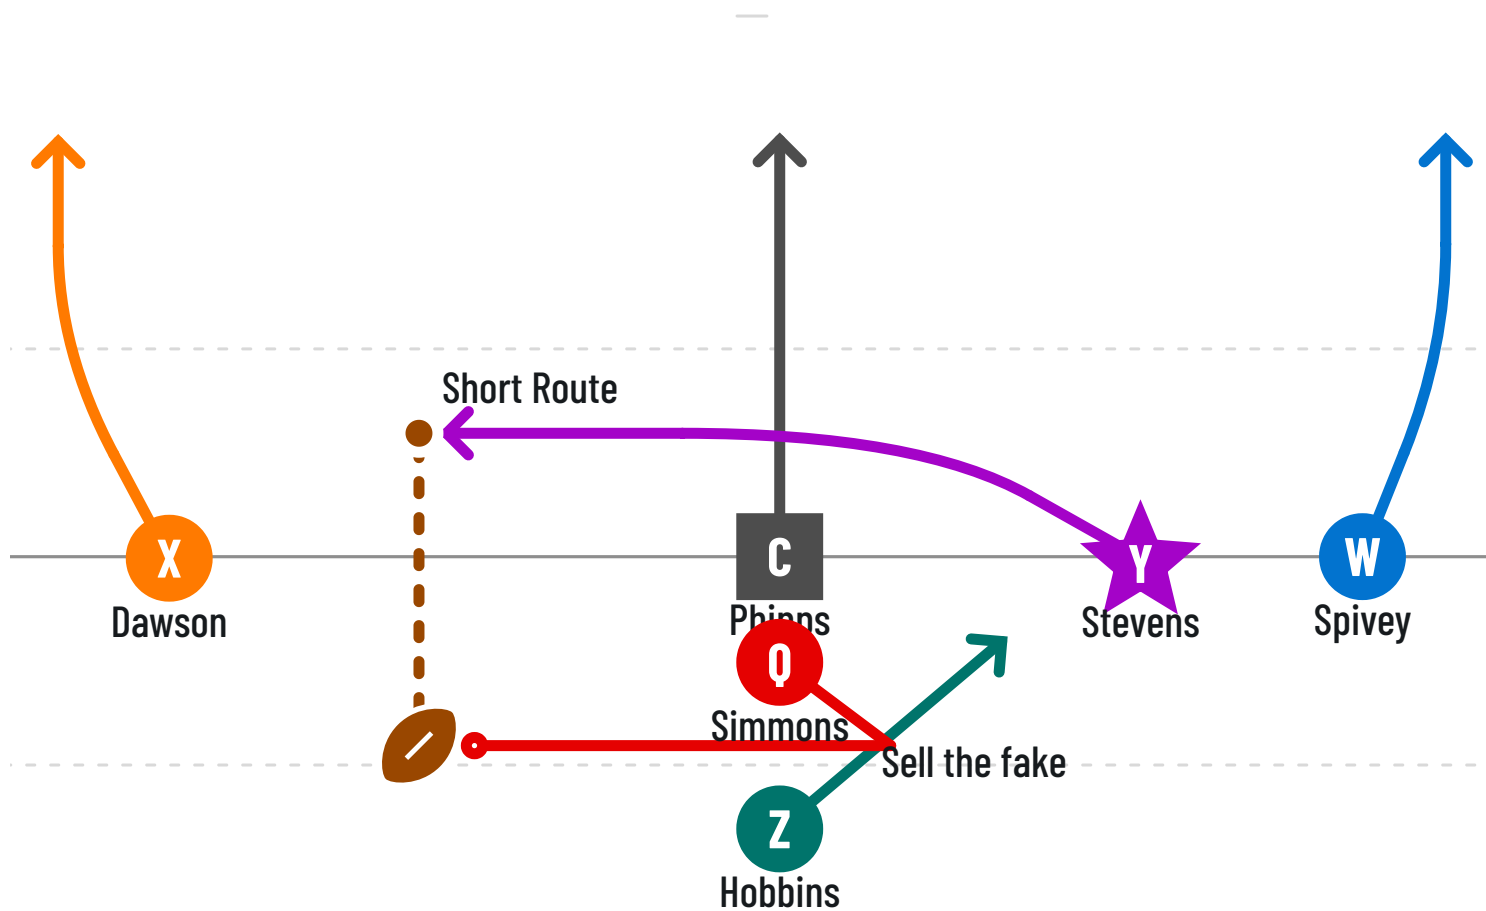 Short Route
X
C
Y
W
Dawson
Phipps
Stevens
Spivey
Q
Simmons
Sell the fake
Z
Hobbins